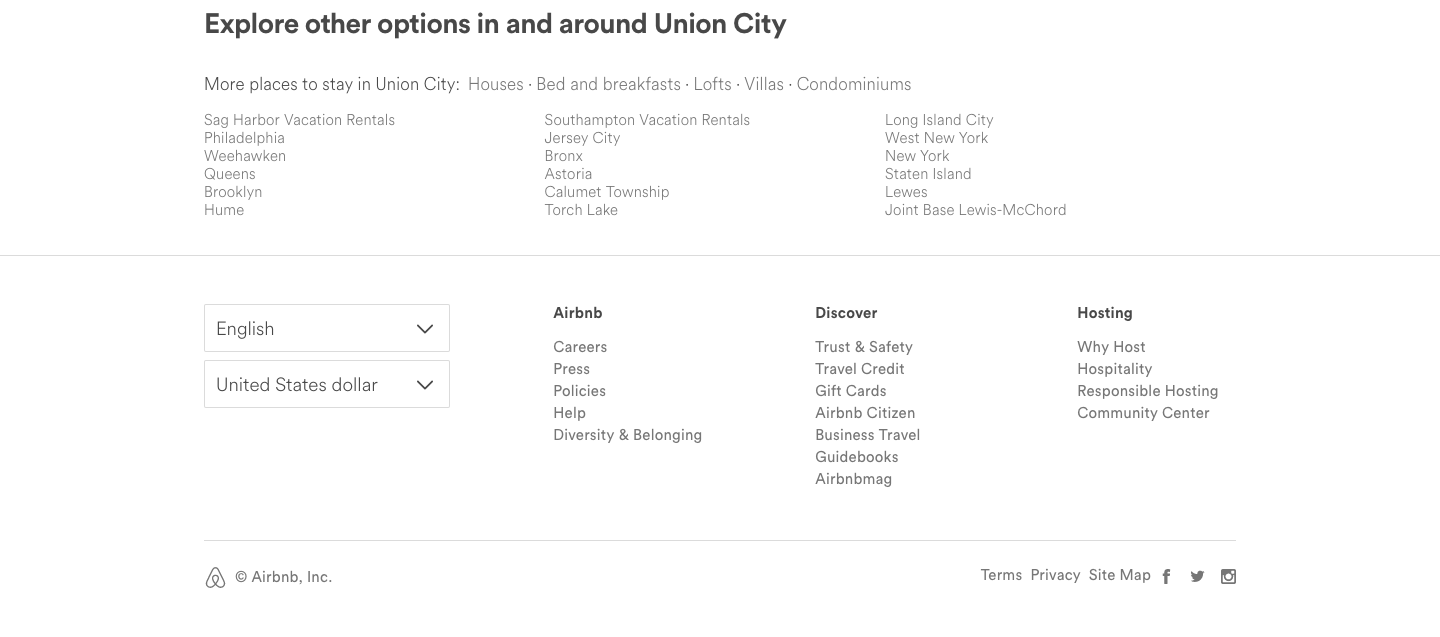 Explore other options in and around Union City
More places to stay in Union City: Houses · Bed and breakfasts · Lofts · Villas · Condominiums
Sag Harbor Vacation Rentals
Philadelphia
Weehawken
Queens
Brooklyn
Hume
Southampton Vacation Rentals
Jersey City
Bronx
Astoria
Calumet Township
Torch Lake
Long Island City
West New York
New York
Staten Island
Lewes
Joint Base Lewis-McChord
English
United States dollar
Airbnb
Careers
Press
Policies
Help
Diversity & Belonging
Discover
Trust & Safety
Travel Credit
Gift Cards
Airbnb Citizen
Business Travel
Guidebooks
Airbnbmag
Hosting
Why Host
Hospitality
Responsible Hosting
Community Center
© Airbnb, Inc.
Terms Privacy Site Map